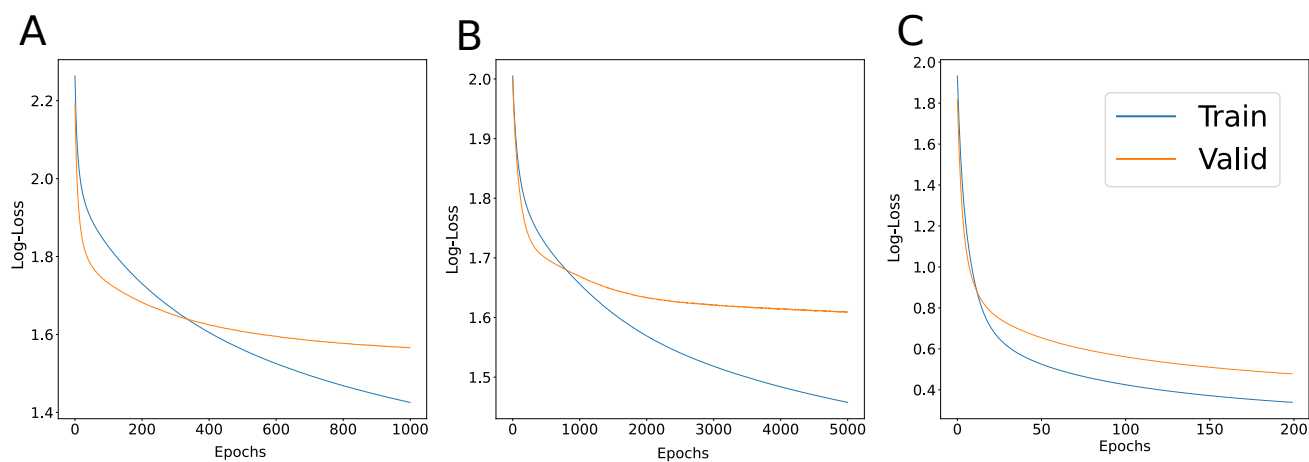 A
2.2
2.0
1.8
1.6
1.4
Log-Loss
0 200 400 600 800 1000
Epochs
B
2.0
1.9
1.8
1.7
1.6
1.5
Log-Loss
0 1000 2000 3000 4000 5000
Epochs
C
2.0
1.8
1.6
1.4
1.2
1.0
0.8
0.6
0.4
Log-Loss
0 50 100 150 200
Epochs
Train
Valid